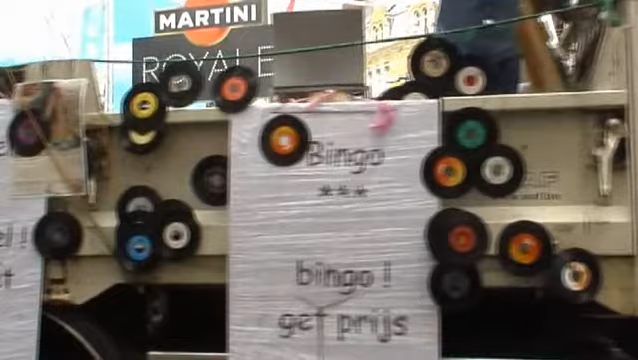 MARTINI
ROYALE
Bingo
***
bingo !
get prijs